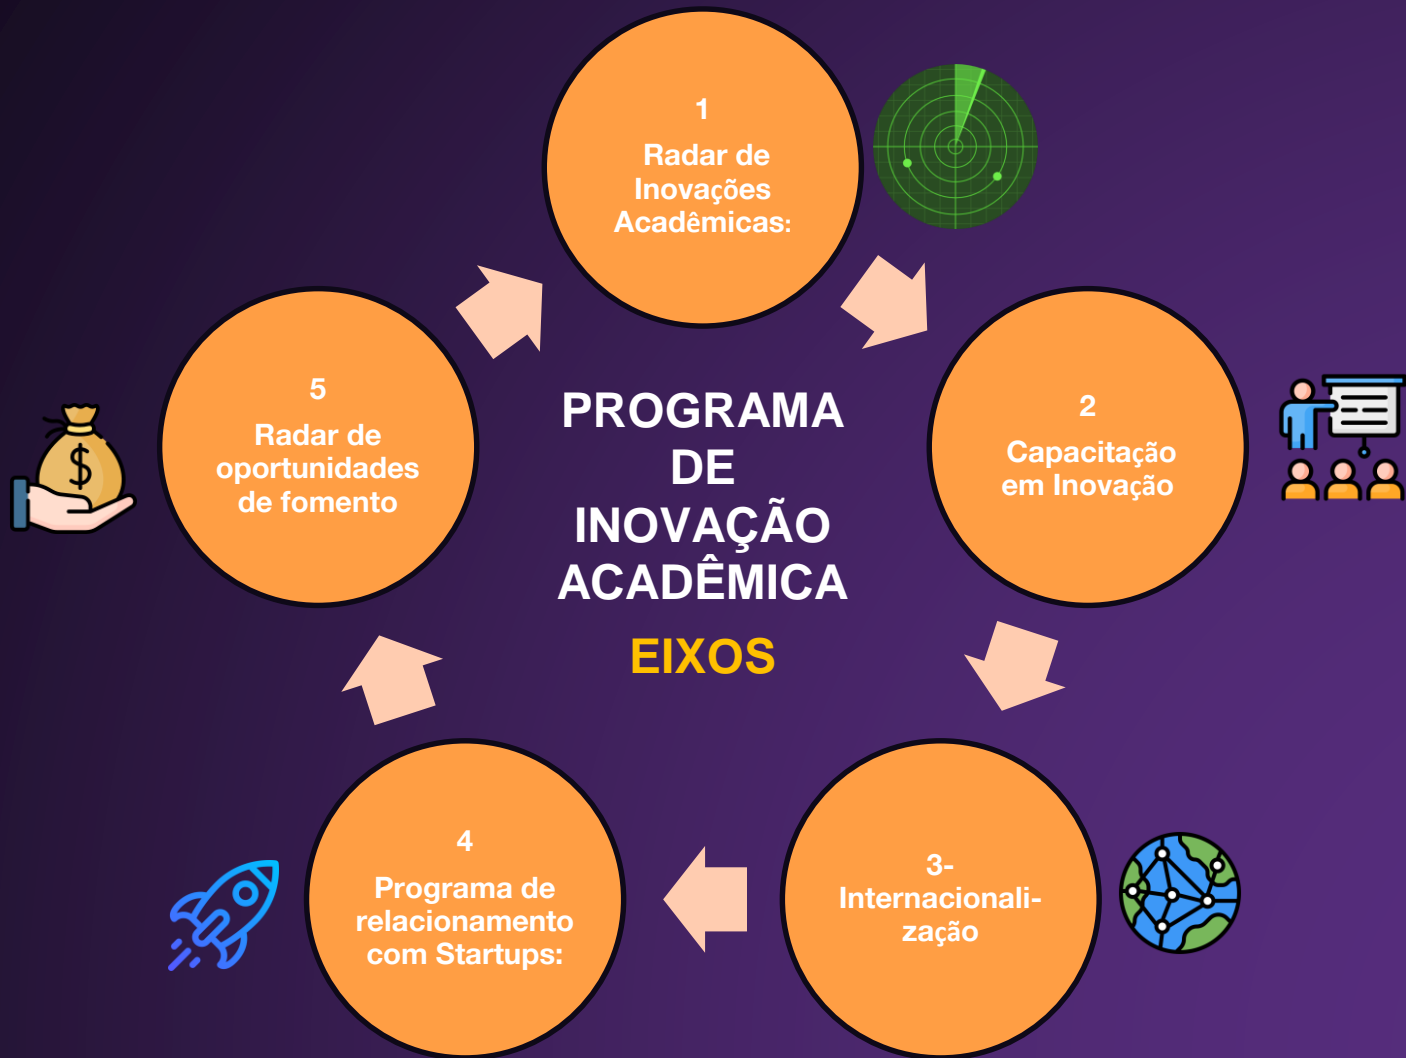 1
Radar de
Inovações
Acadêmicas:
2
Capacitação
em Inovação
3-
Internacionali-
zação
4
Programa de
relacionamento
com Startups:
5
Radar de
oportunidades
de fomento
PROGRAMA
DE
INOVAÇÃO
ACADÊMICA
EIXOS
$